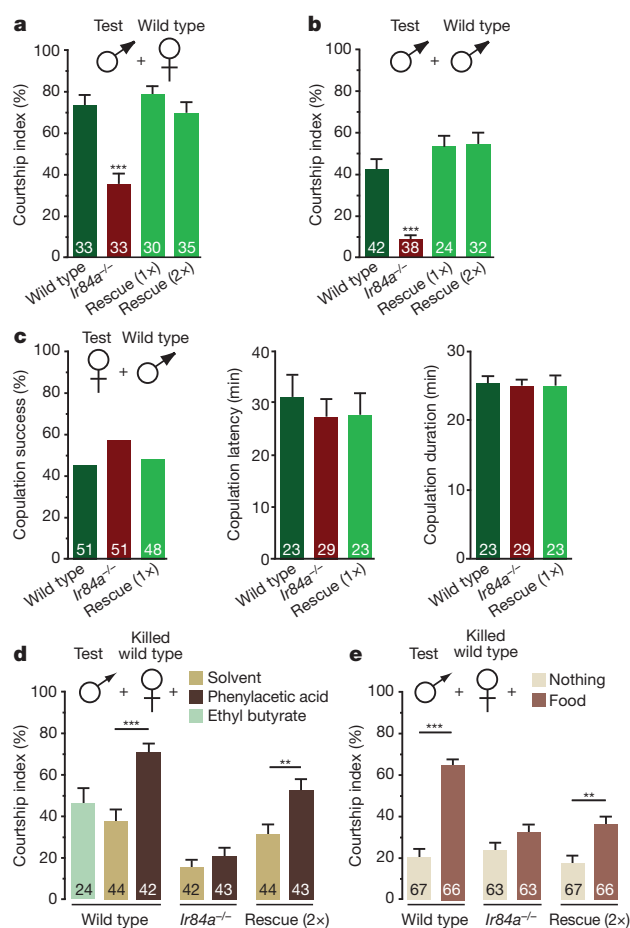 a
Test Wild type
+
Courtship index (%)
100
80
60
40
20
0
***
33 33 30 35
Wild type
Ir84a–/–
Rescue (1×)
Rescue (2×)
b
Test Wild type
+
Courtship index (%)
100
80
60
40
20
0
***
42 38 24 32
Wild type
Ir84a–/–
Rescue (1×)
Rescue (2×)
c
Test Wild type
+
Copulation success (%)
100
80
60
40
20
0
51 51 48
Wild type
Ir84a–/–
Rescue (1×)
Copulation latency (min)
40
30
20
10
0
23 29 23
Wild type
Ir84a–/–
Rescue (1×)
Copulation duration (min)
30
20
10
0
23 29 23
Wild type
Ir84a–/–
Rescue (1×)
d
Killed
Test wild type
+ +
Solvent
Phenylacetic acid
Ethyl butyrate
Courtship index (%)
100
80
60
40
20
0
*** **
24 44 42 42 43 44 43
Wild type Ir84a–/– Rescue (2×)
e
Killed
Test wild type
+ +
Nothing
Food
Courtship index (%)
100
80
60
40
20
0
*** **
67 66 63 63 67 66
Wild type Ir84a–/– Rescue (2×)